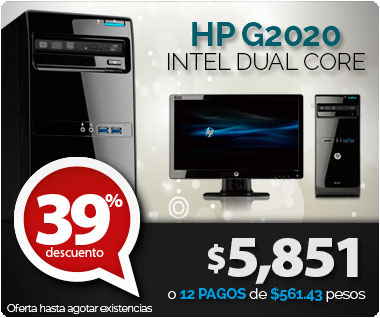 HP G2020
INTEL DUAL CORE
39%
descuento
$5,851
o 12 PAGOS de $561.43 pesos
Oferta hasta agotar existencias
hp